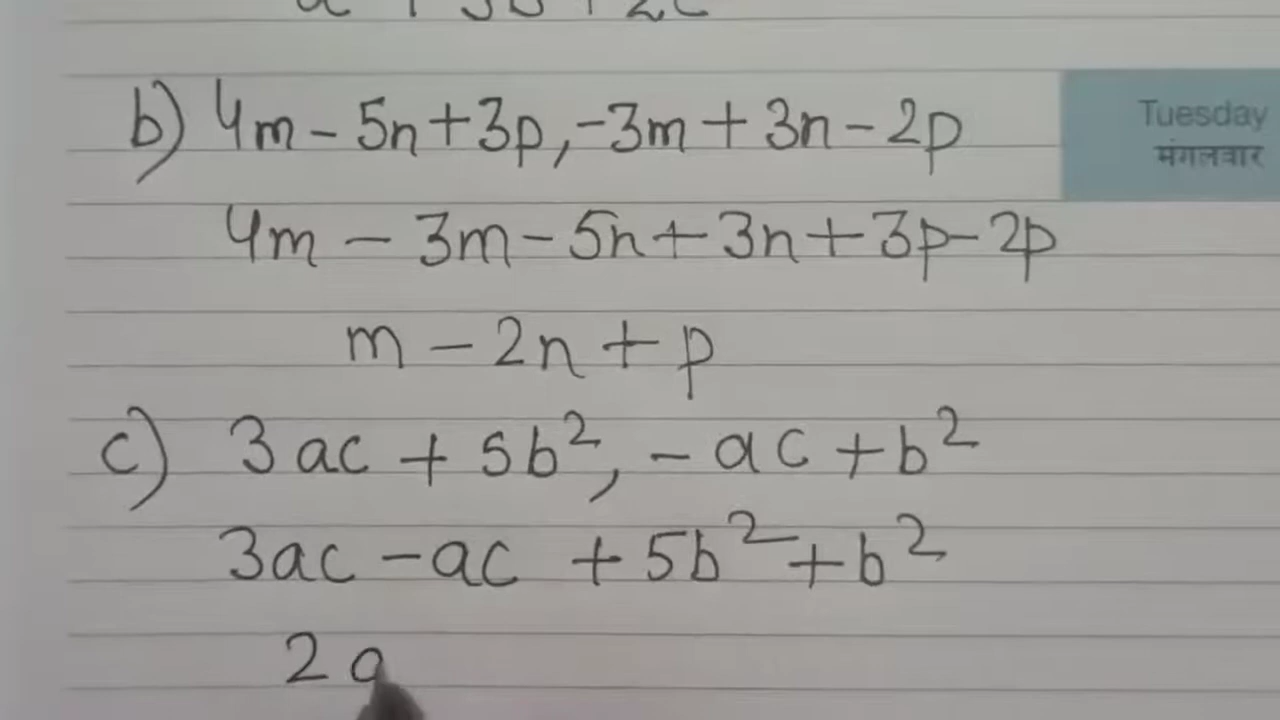 b) 4m - 5n + 3p, -3m + 3n - 2p
Tuesday
मंगलवार
4m - 3m - 5n + 3n + 3p - 2p
m - 2n + p
c) 3ac + 5b², - ac + b²
3ac - ac + 5b² + b²
2a